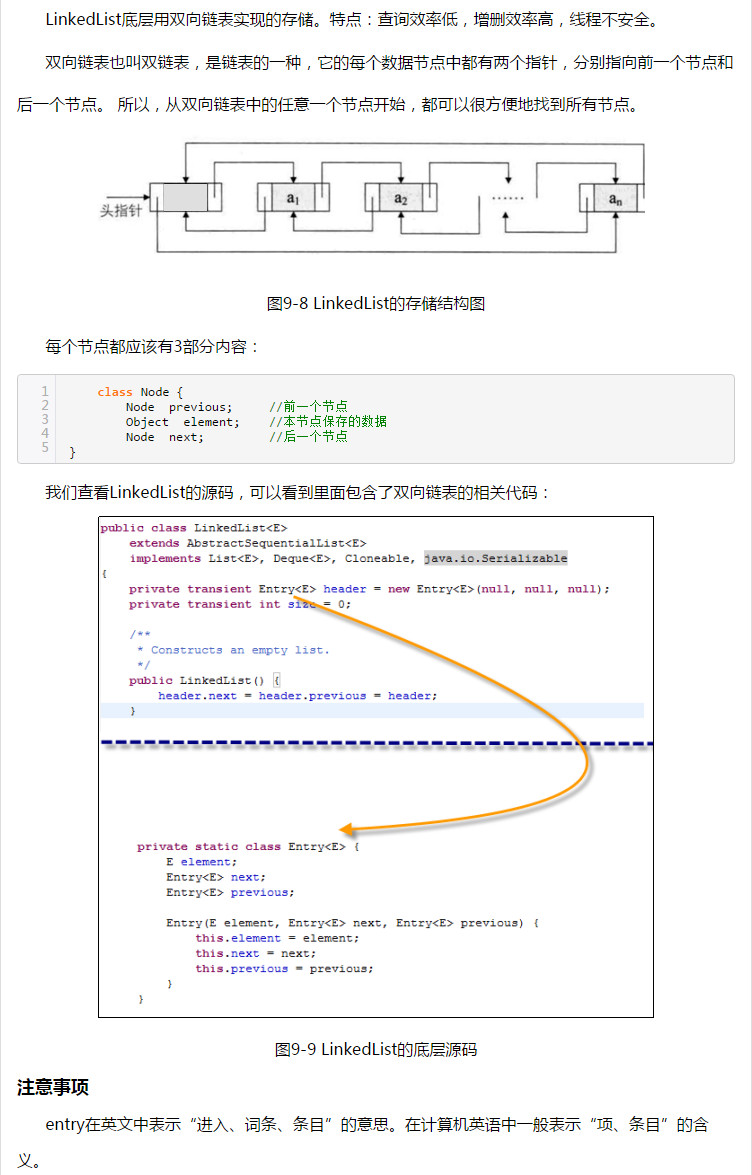 LinkedList底层用双向链表实现的存储。特点：查询效率低，增删效率高，线程不安全。
双向链表也叫双链表，是链表的一种，它的每个数据节点中都有两个指针，分别指向前一个节点和
后一个节点。 所以，从双向链表中的任意一个节点开始，都可以很方便地找到所有节点。
头指针 a1 a2 …… an
图9-8 LinkedList的存储结构图
每个节点都应该有3部分内容：
1 class Node {
2 Node  previous;     //前一个节点
3 Object  element;    //本节点保存的数据
4 Node  next;         //后一个节点
5 }
我们查看LinkedList的源码，可以看到里面包含了双向链表的相关代码：
public class LinkedList<E>
extends AbstractSequentialList<E>
implements List<E>, Deque<E>, Cloneable, java.io.Serializable
{
private transient Entry<E> header = new Entry<E>(null, null, null);
private transient int size = 0;
/**
* Constructs an empty list.
*/
public LinkedList() {
header.next = header.previous = header;
}
private static class Entry<E> {
E element;
Entry<E> next;
Entry<E> previous;
Entry(E element, Entry<E> next, Entry<E> previous) {
this.element = element;
this.next = next;
this.previous = previous;
}
}
图9-9 LinkedList的底层源码
注意事项
entry在英文中表示“进入、词条、条目”的意思。在计算机英语中一般表示“项、条目”的含
义。